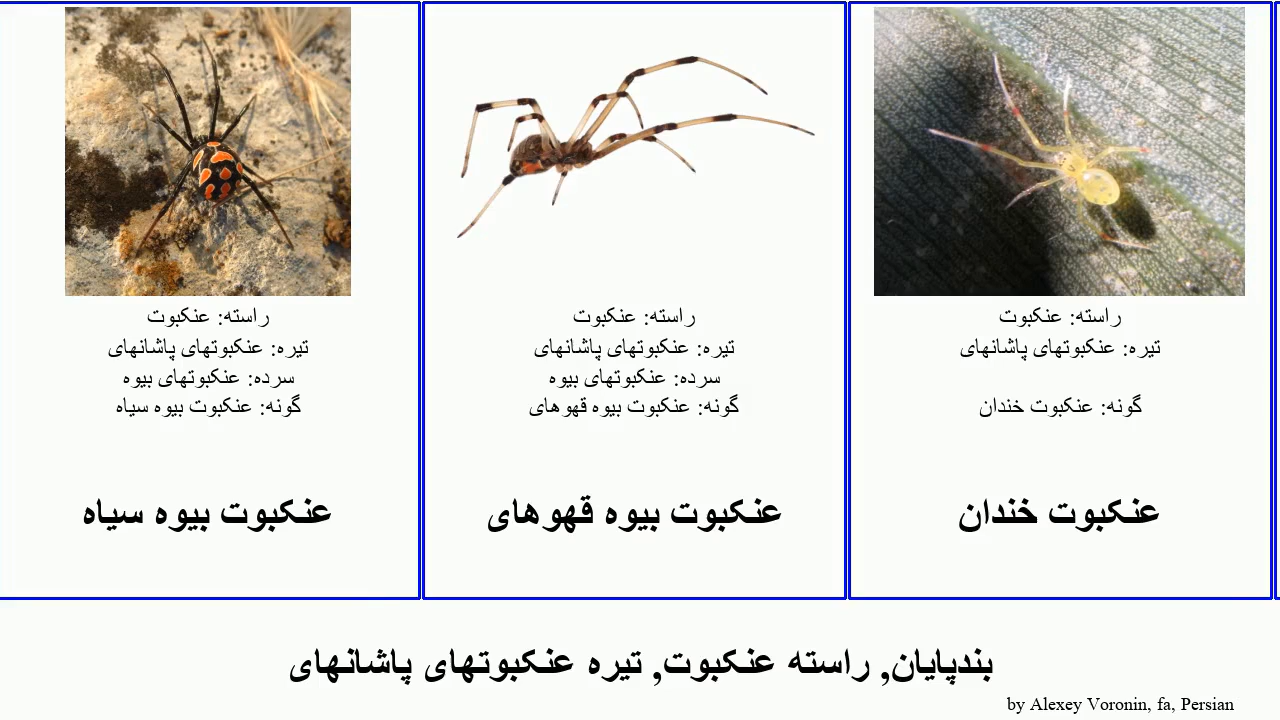 راسته: عنکبوت
تیره: عنکبوتهای پاشانهای
سرده: عنکبوتهای بیوه
گونه: عنکبوت بیوه سیاه
عنکبوت بیوه سیاه
راسته: عنکبوت
تیره: عنکبوتهای پاشانهای
سرده: عنکبوتهای بیوه
گونه: عنکبوت بیوه قهوهای
عنکبوت بیوه قهوهای
راسته: عنکبوت
تیره: عنکبوتهای پاشانهای
گونه: عنکبوت خندان
عنکبوت خندان
بندپایان, راسته عنکبوت, تیره عنکبوتهای پاشانهای
by Alexey Voronin, fa, Persian